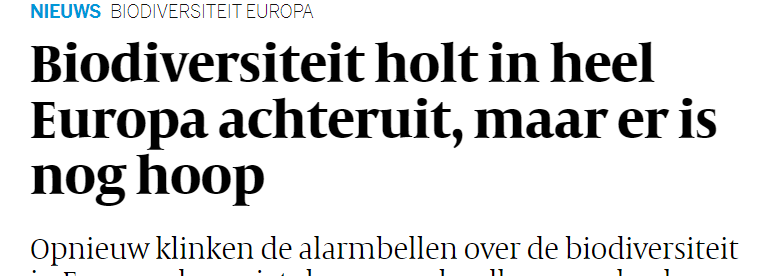 NIEUWS BIODIVERSITEIT EUROPA
Biodiversiteit holt in heel
Europa achteruit, maar er is
nog hoop
Opnieuw klinken de alarmbellen over de biodiversiteit